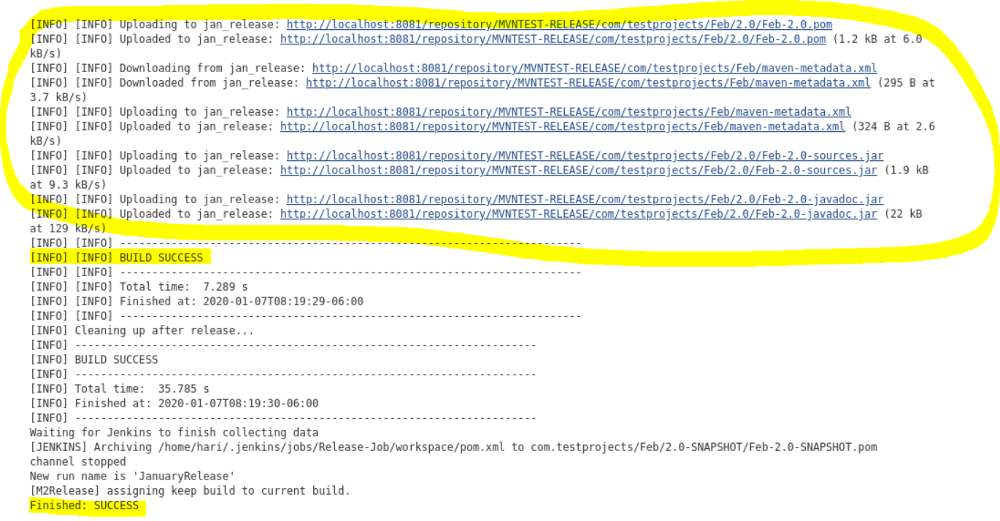 [INFO] [INFO] Uploading to jan_release: http://localhost:8081/repository/MVNTEST-RELEASE/com/testprojects/Feb/2.0/Feb-2.0.pom
[INFO] [INFO] Uploaded to jan_release: http://localhost:8081/repository/MVNTEST-RELEASE/com/testprojects/Feb/2.0/Feb-2.0.pom (1.2 kB at 6.0
kB/s)
[INFO] [INFO] Downloading from jan_release: http://localhost:8081/repository/MVNTEST-RELEASE/com/testprojects/Feb/maven-metadata.xml
[INFO] [INFO] Downloaded from jan_release: http://localhost:8081/repository/MVNTEST-RELEASE/com/testprojects/Feb/maven-metadata.xml (295 B at
3.7 kB/s)
[INFO] [INFO] Uploading to jan_release: http://localhost:8081/repository/MVNTEST-RELEASE/com/testprojects/Feb/maven-metadata.xml
[INFO] [INFO] Uploaded to jan_release: http://localhost:8081/repository/MVNTEST-RELEASE/com/testprojects/Feb/maven-metadata.xml (324 B at 2.6
kB/s)
[INFO] [INFO] Uploading to jan_release: http://localhost:8081/repository/MVNTEST-RELEASE/com/testprojects/Feb/2.0/Feb-2.0-sources.jar
[INFO] [INFO] Uploaded to jan_release: http://localhost:8081/repository/MVNTEST-RELEASE/com/testprojects/Feb/2.0/Feb-2.0-sources.jar (1.9 kB
at 9.3 kB/s)
[INFO] [INFO] Uploading to jan_release: http://localhost:8081/repository/MVNTEST-RELEASE/com/testprojects/Feb/2.0/Feb-2.0-javadoc.jar
[INFO] [INFO] Uploaded to jan_release: http://localhost:8081/repository/MVNTEST-RELEASE/com/testprojects/Feb/2.0/Feb-2.0-javadoc.jar (22 kB
at 129 kB/s)
[INFO] [INFO] ------------------------------------------------------------------------
[INFO] [INFO] BUILD SUCCESS
[INFO] [INFO] ------------------------------------------------------------------------
[INFO] [INFO] Total time:  7.289 s
[INFO] [INFO] Finished at: 2020-01-07T08:19:29-06:00
[INFO] [INFO] ------------------------------------------------------------------------
[INFO] Cleaning up after release...
[INFO] ------------------------------------------------------------------------
[INFO] BUILD SUCCESS
[INFO] ------------------------------------------------------------------------
[INFO] Total time:  35.785 s
[INFO] Finished at: 2020-01-07T08:19:30-06:00
[INFO] ------------------------------------------------------------------------
Waiting for Jenkins to finish collecting data
[JENKINS] Archiving /home/hari/.jenkins/jobs/Release-Job/workspace/pom.xml to com.testprojects/Feb/2.0-SNAPSHOT/Feb-2.0-SNAPSHOT.pom
channel stopped
New run name is 'JanuaryRelease'
[M2Release] assigning keep build to current build.
Finished: SUCCESS